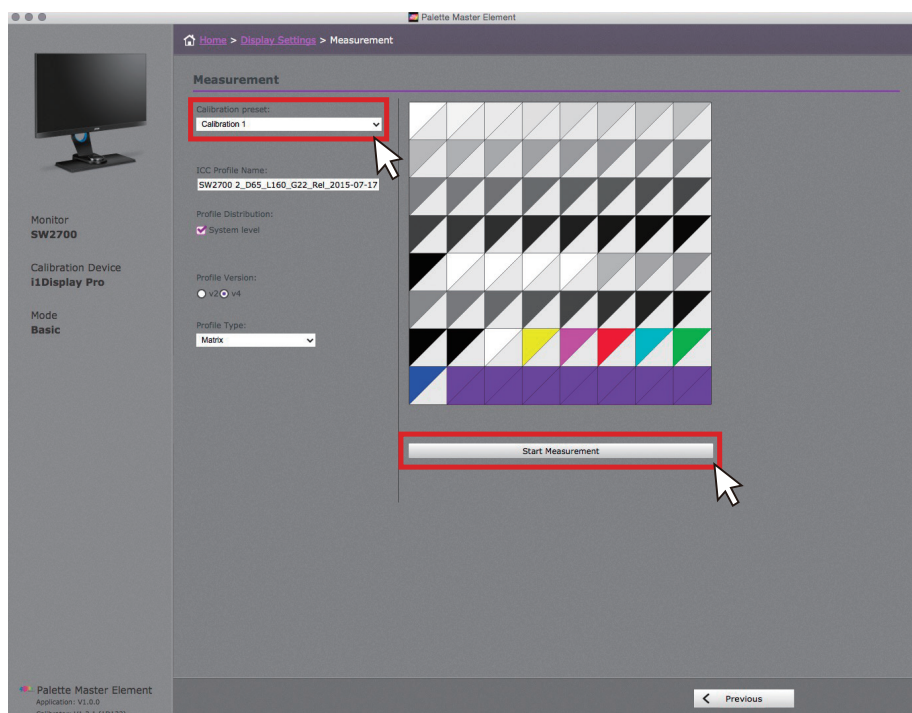 Palette Master Element
Home > Display Settings > Measurement
Measurement
Calibration preset:
Calibration 1
ICC Profile Name:
SW2700 2_D65_L160_G22_Rel_2015-07-17
Profile Distribution:
System level
Profile Version:
v2 v4
Profile Type:
Matrix
Start Measurement
Monitor
SW2700
Calibration Device
i1Display Pro
Mode
Basic
Palette Master Element
Application: V1.0.0
Previous